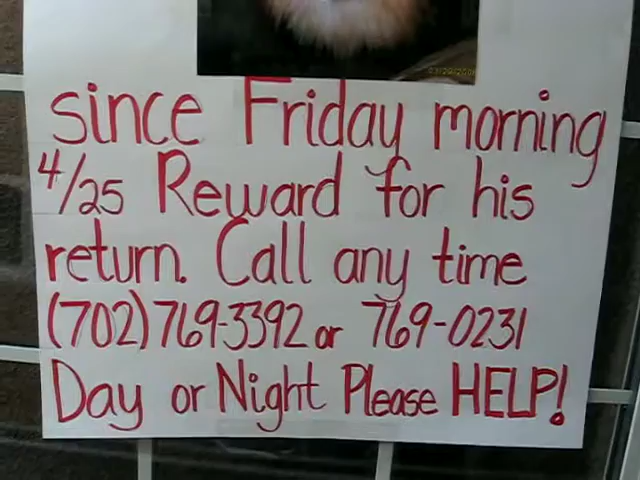 since Friday morning
4/25 Reward for his
return. Call any time
(702) 769-3392 or 769-0231
Day or Night Please HELP!